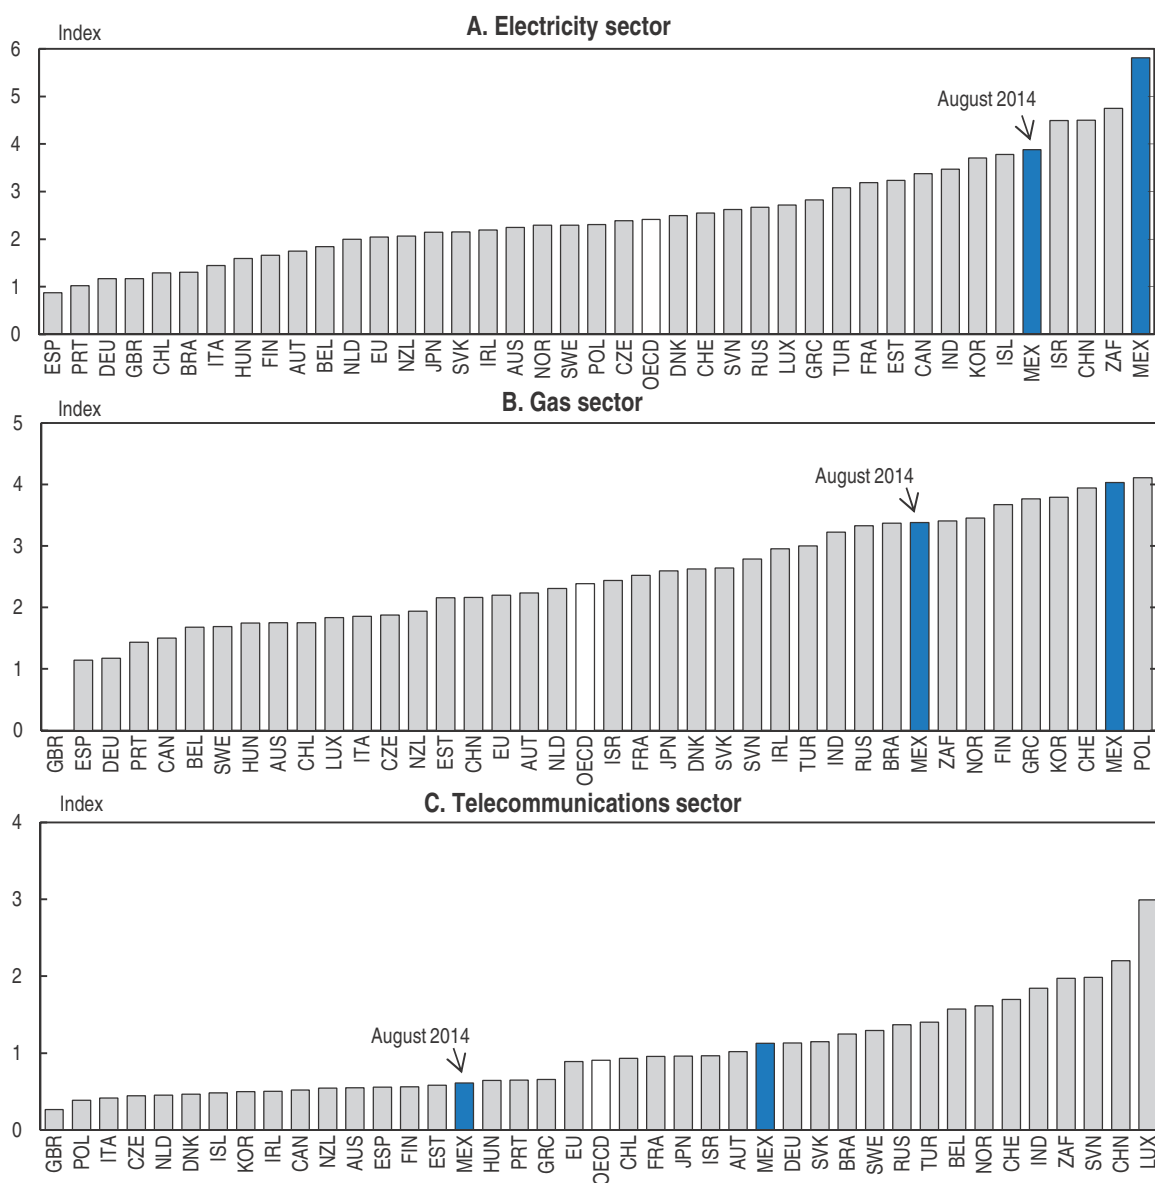 A. Electricity sector
Index
6
5
4
3
2
1
0
August 2014
ESP PRT DEU GBR CHL BRA ITA HUN FIN AUT BEL NLD EU NZL JPN SVK IRL AUS NOR SWE POL CZE OECD DNK CHE SVN RUS LUX GRC TUR FRA EST CAN IND KOR ISL MEX ISR CHN ZAF MEX
B. Gas sector
Index
5
4
3
2
1
0
August 2014
GBR ESP DEU PRT CAN BEL SWE HUN AUS CHL LUX ITA CZE NZL EST CHN EU AUT NLD OECD ISR FRA JPN DNK SVK SVN IRL TUR IND RUS BRA MEX ZAF NOR FIN GRC KOR CHE MEX POL
C. Telecommunications sector
Index
4
3
2
1
0
August 2014
GBR POL ITA CZE NLD DNK ISL KOR IRL CAN NZL AUS ESP FIN EST MEX HUN PRT GRC EU OECD CHL FRA JPN ISR AUT MEX DEU SVK BRA SWE RUS TUR BEL NOR CHE IND ZAF SVN CHN LUX